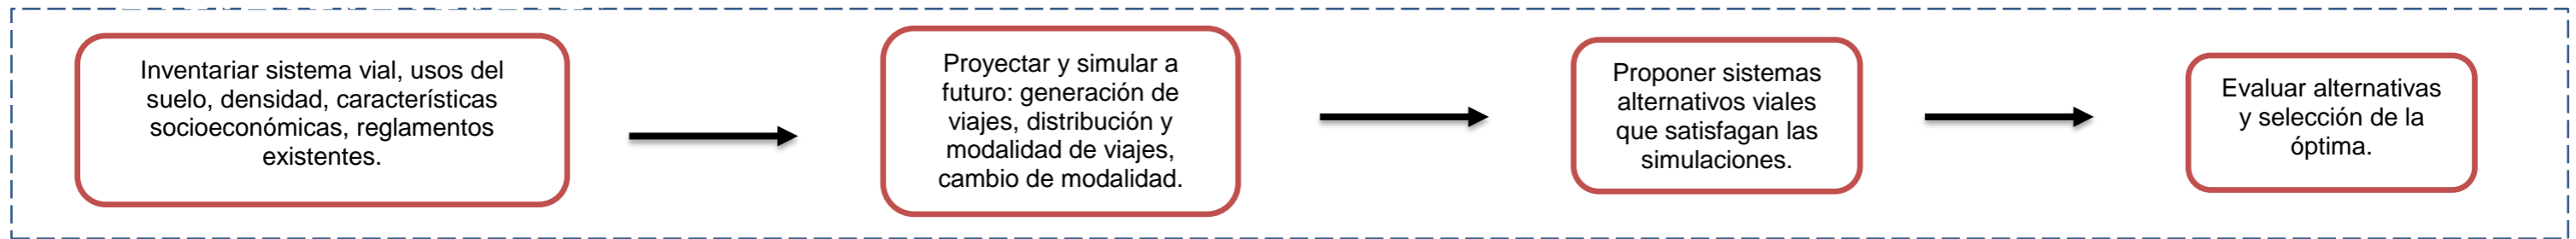 Inventariar sistema vial, usos del
suelo, densidad, características
socioeconómicas, reglamentos
existentes.
Proyectar y simular a
futuro: generación de
viajes, distribución y
modalidad de viajes,
cambio de modalidad.
Proponer sistemas
alternativos viales
que satisfagan las
simulaciones.
Evaluar alternativas
y selección de la
óptima.